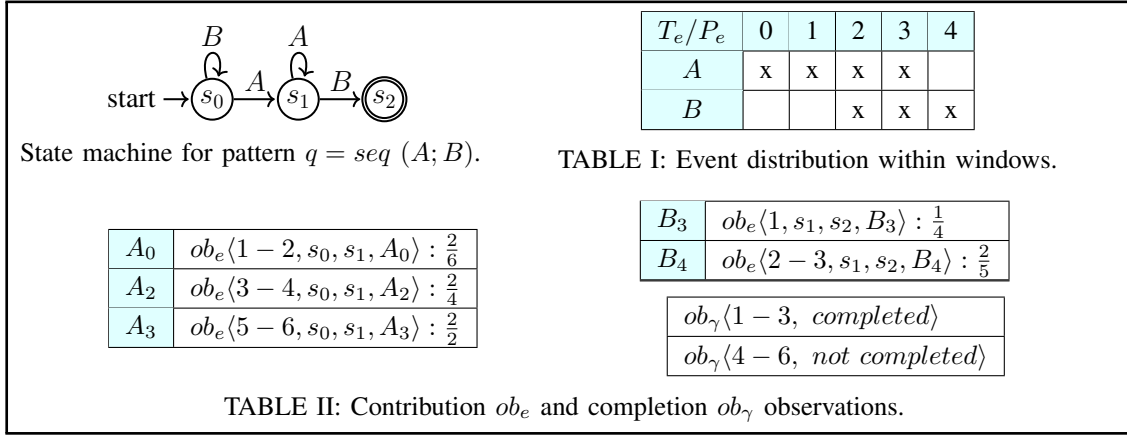 B A
start s₀ A s₁ B s₂
State machine for pattern q = seq (A; B).
Tₑ/Pₑ 0 1 2 3 4
A x x x x
B x x x
TABLE I: Event distribution within windows.
A₀ obₑ⟨1 − 2, s₀, s₁, A₀⟩ : 2/6
A₂ obₑ⟨3 − 4, s₀, s₁, A₂⟩ : 2/4
A₃ obₑ⟨5 − 6, s₀, s₁, A₃⟩ : 2/2
B₃ obₑ⟨1, s₁, s₂, B₃⟩ : 1/4
B₄ obₑ⟨2 − 3, s₁, s₂, B₄⟩ : 2/5
obᵧ⟨1 − 3, completed⟩
obᵧ⟨4 − 6, not completed⟩
TABLE II: Contribution obₑ and completion obᵧ observations.